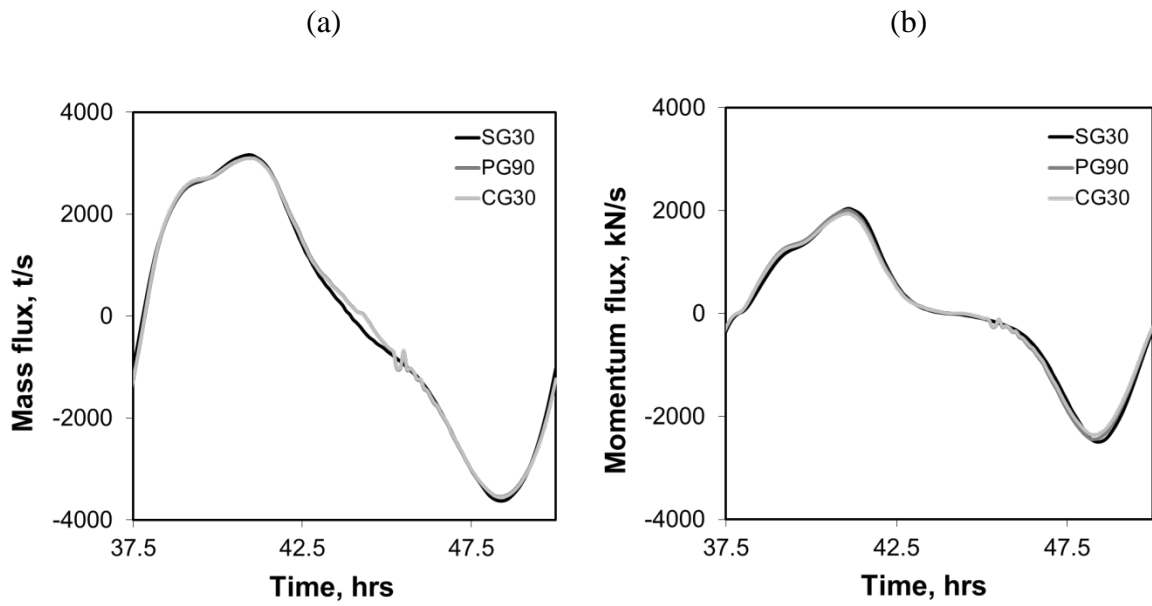 (a)
4000
2000
0
-2000
-4000
37.5
42.5
47.5
Mass flux, t/s
Time, hrs
SG30
PG90
CG30
(b)
4000
2000
0
-2000
-4000
37.5
42.5
47.5
Momentum flux, kN/s
Time, hrs
SG30
PG90
CG30